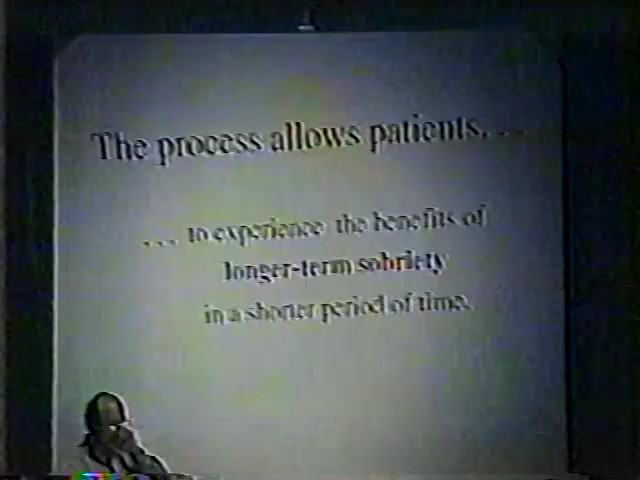 The process allows patients. . .
. . . to experience the benefits of
longer-term sobriety
in a shorter period of time.